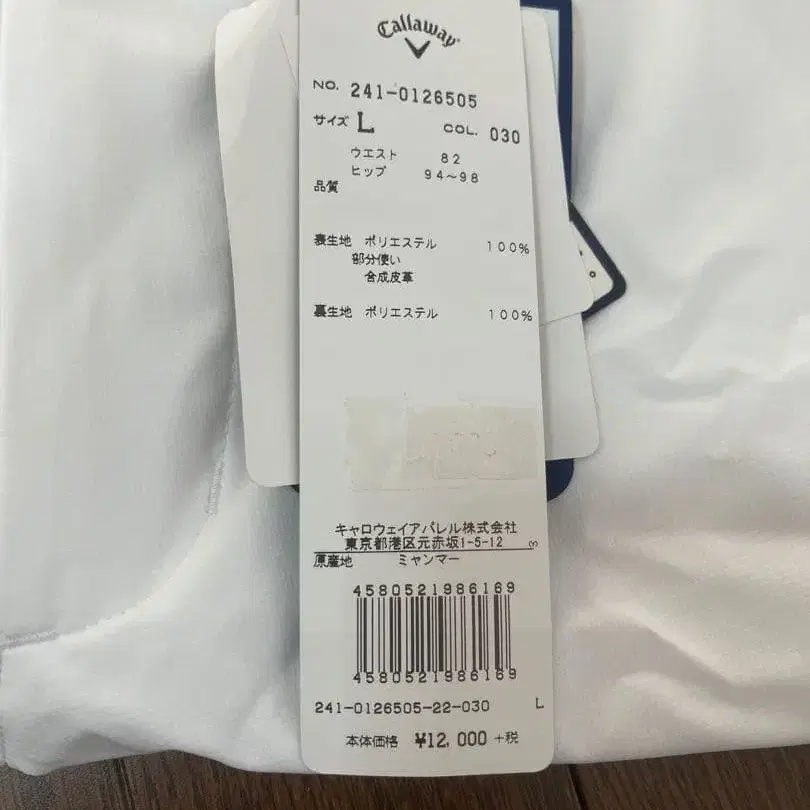 Callaway
NO. 241-0126505
サイズ L COL. 030
ウエスト 82
ヒップ 94～98
品質
表生地 ポリエステル 100%
部分使い
合成皮革
裏生地 ポリエステル 100%
キャロウェイアパレル株式会社
東京都港区元赤坂1-5-12 3
原産地 ミャンマー
4580521986169
4580521986169
241-0126505-22-030 L
本体価格 ¥12,000 +税